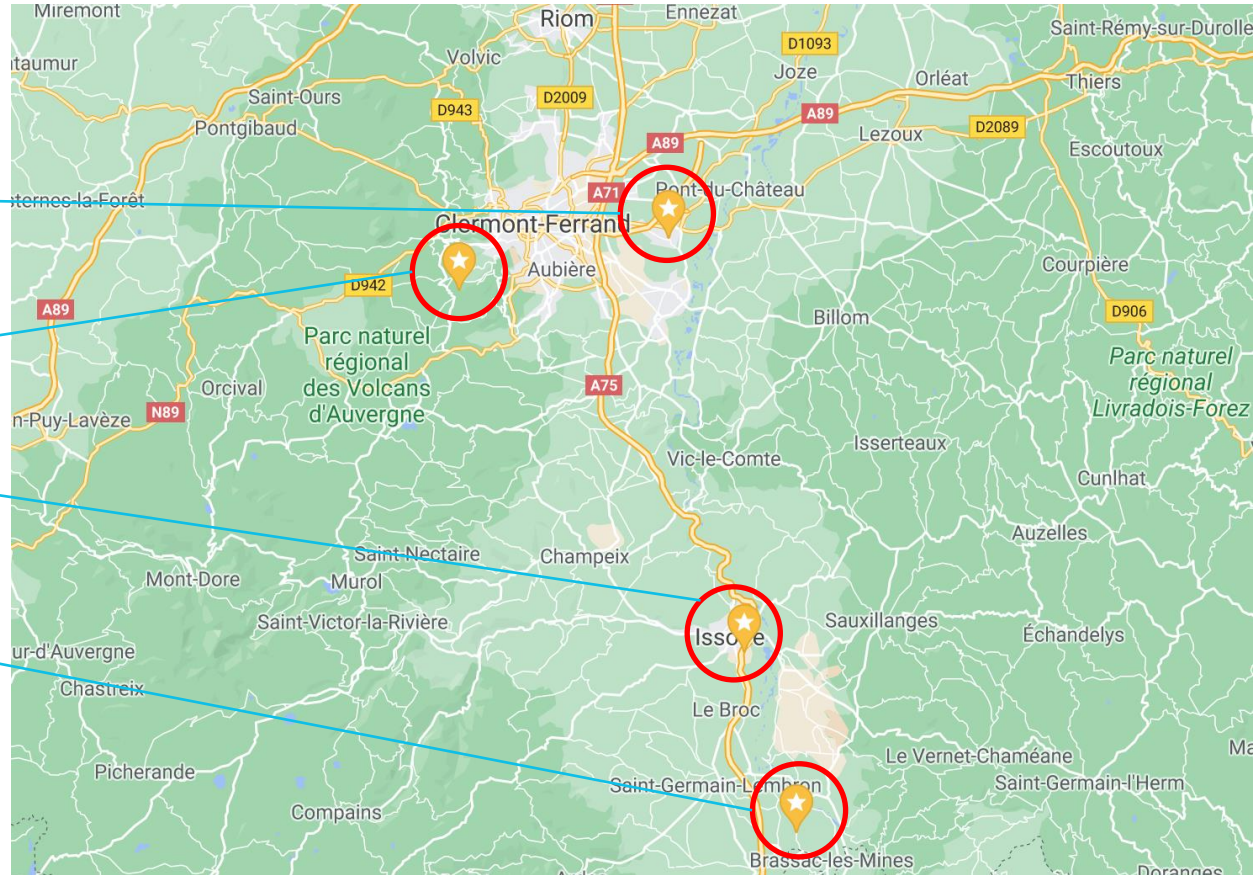 Miremont
Riom
Ennezat
Saint-Rémy-sur-Durolle
D1093
Volvic
Joze
Orléat
Thiers
Saint-Ours
D943
D2009
A89
Pontgibaud
A89
Lezoux
D2089
Escoutoux
A71
Pont-du-Château
Clermont-Ferrand
Aubière
Courpière
D942
A89
Billom
D906
Parc naturel
régional
des Volcans
d'Auvergne
Parc naturel
régional
Livradois-Forez
Orcival
A75
N89
Isserteaux
Vic-le-Comte
Cunlhat
Auzelles
Saint-Nectaire
Champeix
Mont-Dore
Murol
Saint-Victor-la-Rivière
Sauxillanges
Échandelys
Issoire
ur-d'Auvergne
Chastreix
Le Broc
Le Vernet-Chaméane
Picherande
Saint-Germain-Lembron
Saint-Germain-l'Herm
Compains
Brassac-les-Mines
Doranges